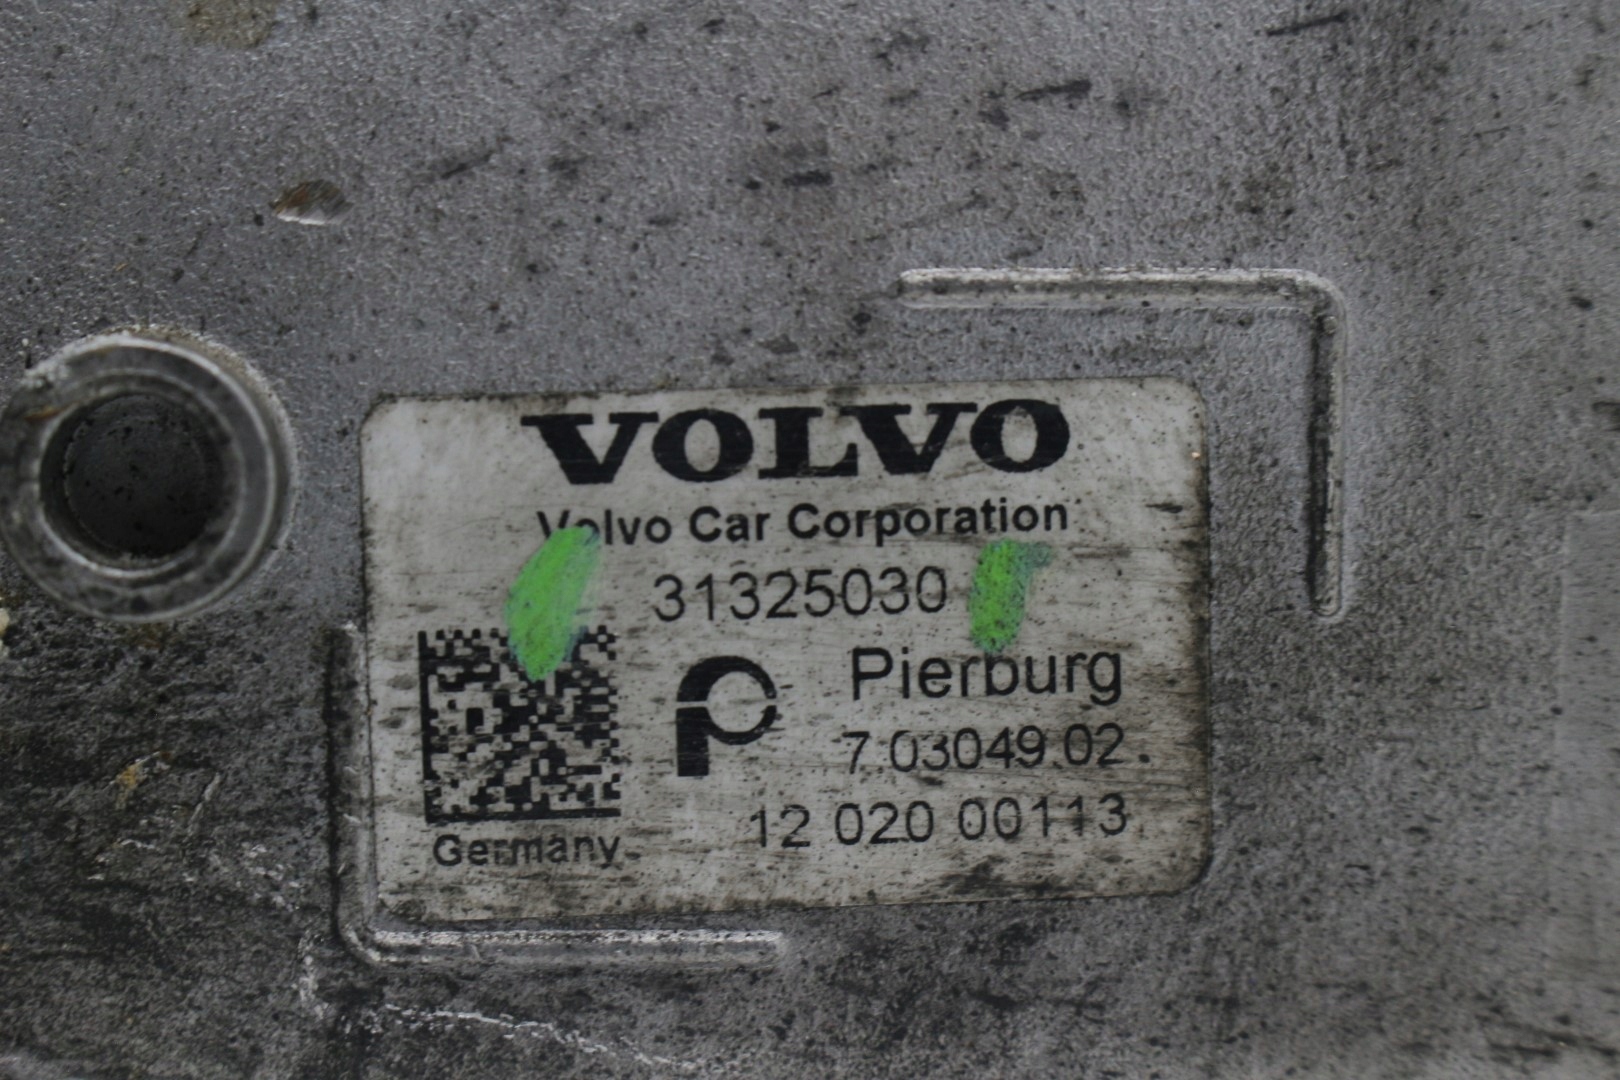 VOLVO
Volvo Car Corporation
31325030
Pierburg
7.03049.02
12 020 00113
Germany